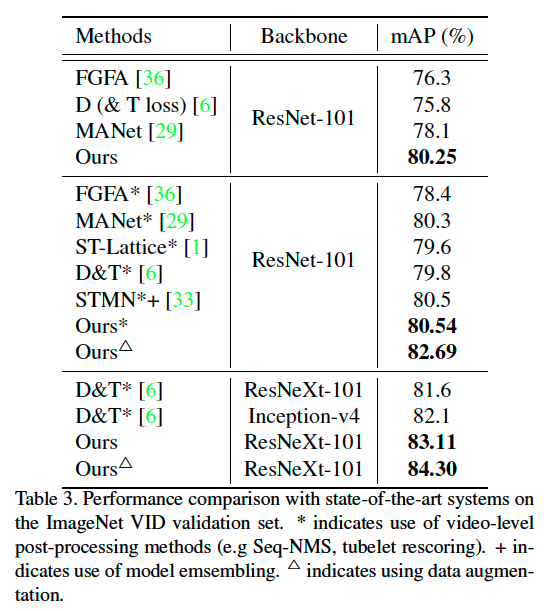 Methods Backbone mAP (%)
FGFA [36] 76.3
D (& T loss) [6] 75.8
ResNet-101
MANet [29] 78.1
Ours 80.25
FGFA* [36] 78.4
MANet* [29] 80.3
ST-Lattice* [1] 79.6
ResNet-101
D&T* [6] 79.8
STMN*+ [33] 80.5
Ours* 80.54
Ours△ 82.69
D&T* [6] ResNeXt-101 81.6
D&T* [6] Inception-v4 82.1
Ours ResNeXt-101 83.11
Ours△ ResNeXt-101 84.30
Table 3. Performance comparison with state-of-the-art systems on
the ImageNet VID validation set. * indicates use of video-level
post-processing methods (e.g Seq-NMS, tubelet rescoring). + in-
dicates use of model emsembling. △ indicates using data augmen-
tation.